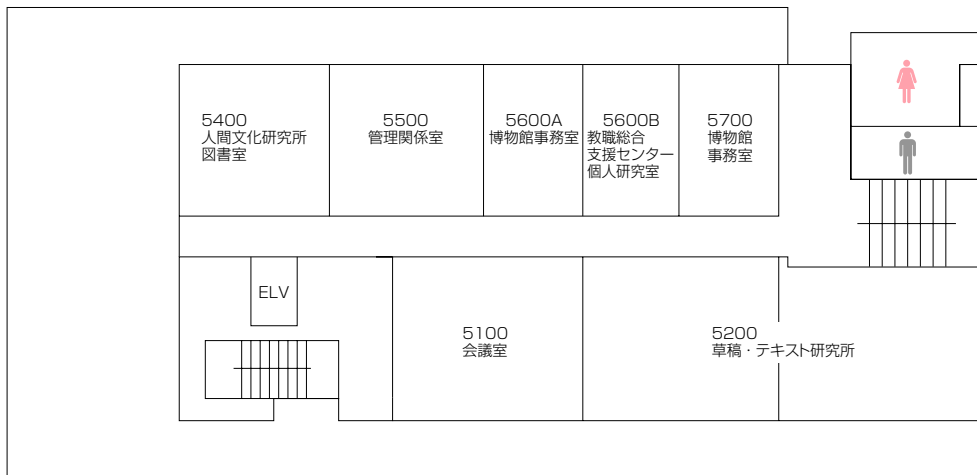 5400
人間文化研究所
図書室
5500
管理関係室
5600A
博物館事務室
5600B
教職総合
支援センター
個人研究室
5700
博物館
事務室
ELV
5100
会議室
5200
草稿・テキスト研究所